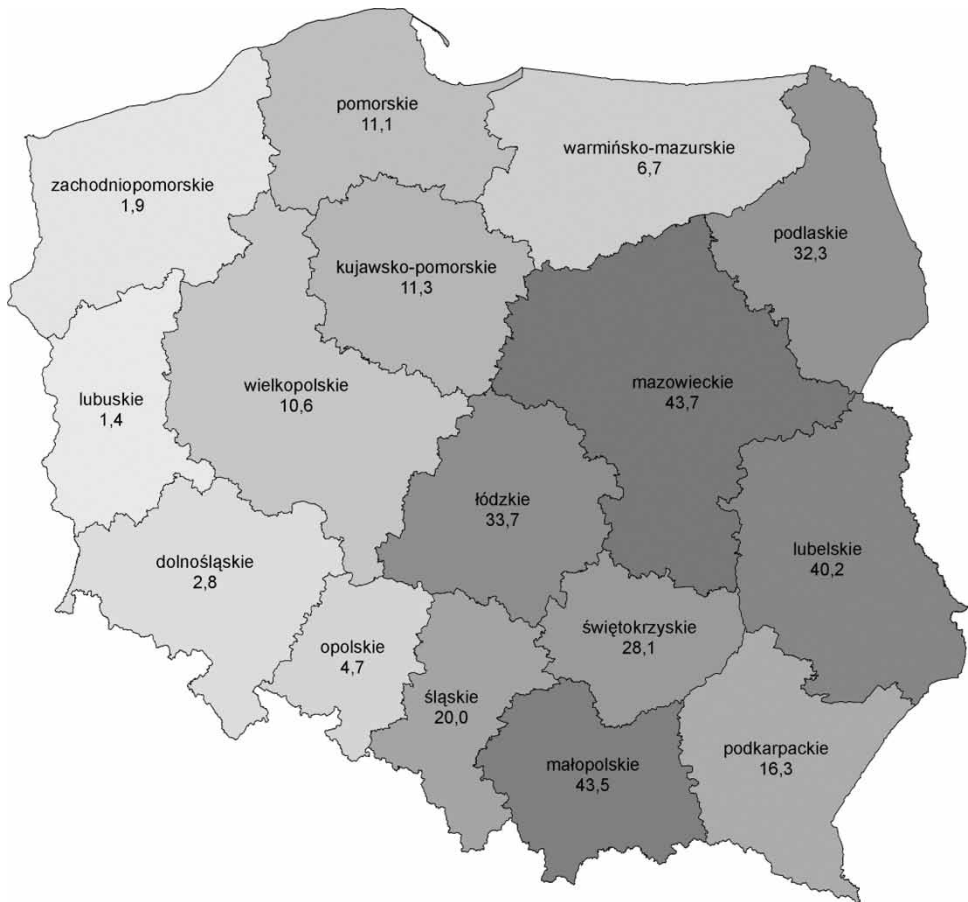 pomorskie
11,1
warmińsko-mazurskie
6,7
zachodniopomorskie
1,9
podlaskie
32,3
kujawsko-pomorskie
11,3
mazowieckie
43,7
wielkopolskie
10,6
lubuskie
1,4
łódzkie
33,7
lubelskie
40,2
dolnośląskie
2,8
świętokrzyskie
28,1
opolskie
4,7
śląskie
20,0
podkarpackie
16,3
małopolskie
43,5